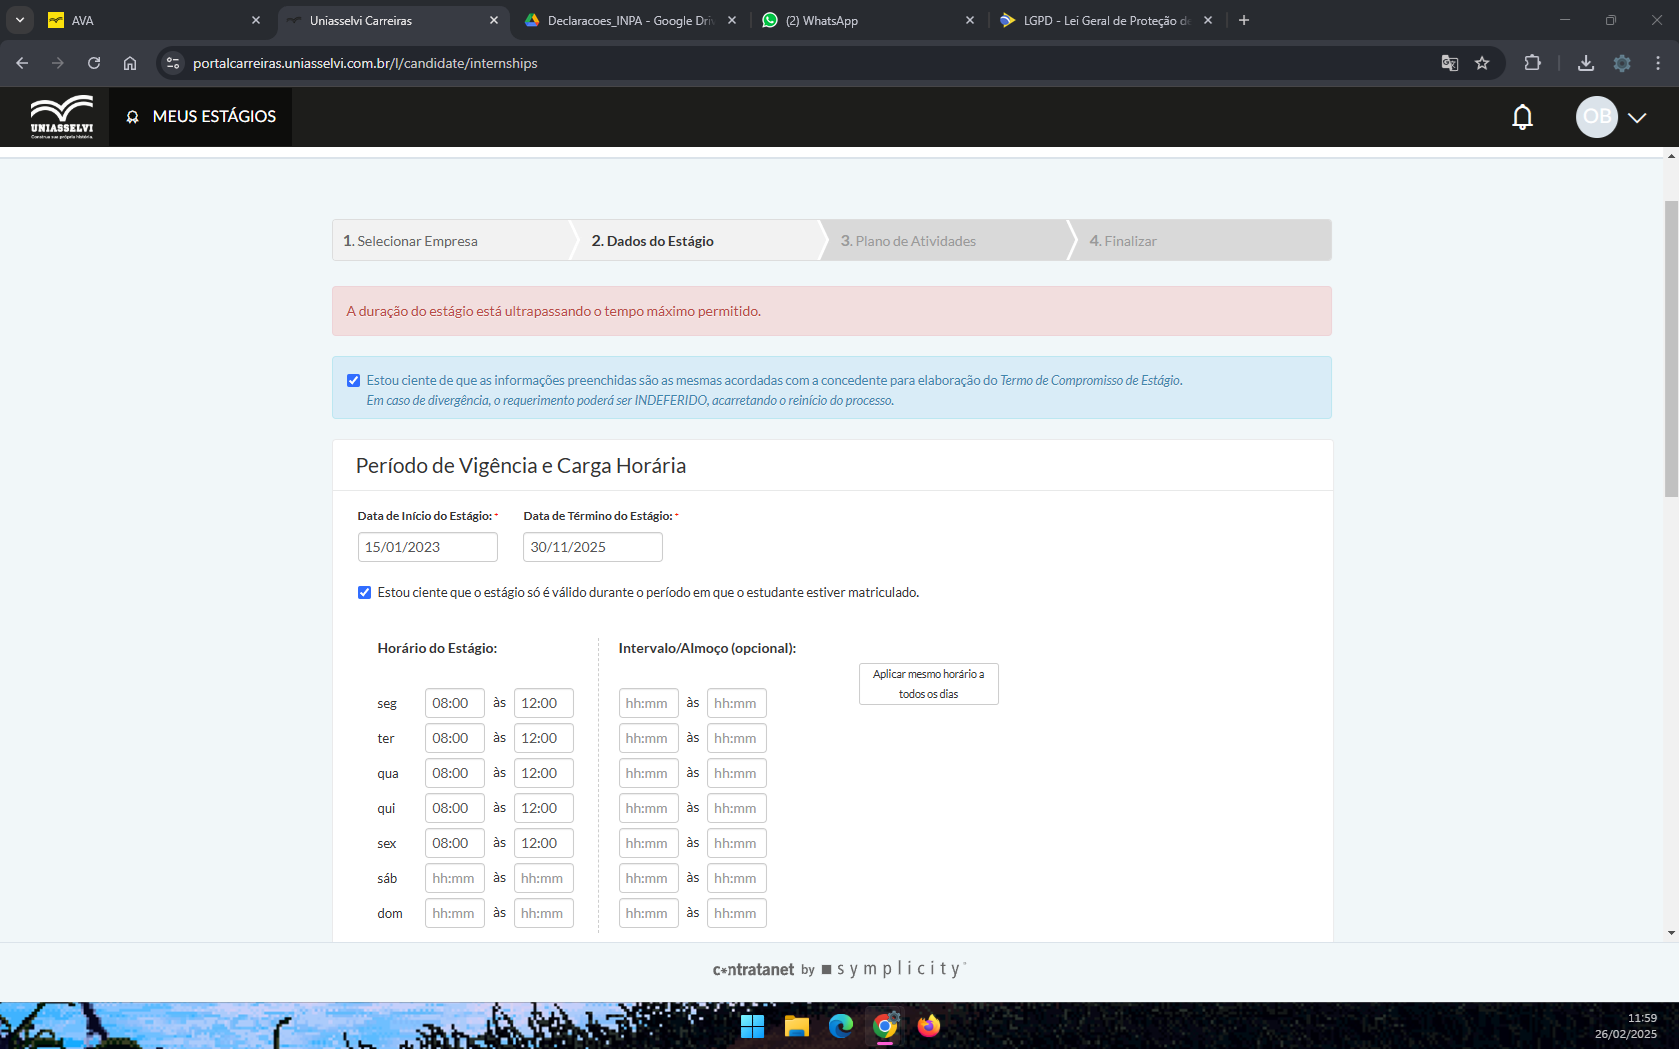 AVA
Uniasselvi Carreiras
Declaracoes_INPA - Google Driv
(2) WhatsApp
LGPD - Lei Geral de Proteção de
portalcarreiras.uniasselvi.com.br/l/candidate/internships
UNIASSELVI
MEUS ESTÁGIOS
OB
1. Selecionar Empresa
2. Dados do Estágio
3. Plano de Atividades
4. Finalizar
A duração do estágio está ultrapassando o tempo máximo permitido.
Estou ciente de que as informações preenchidas são as mesmas acordadas com a concedente para elaboração do Termo de Compromisso de Estágio.
Em caso de divergência, o requerimento poderá ser INDEFERIDO, acarretando o reinício do processo.
Período de Vigência e Carga Horária
Data de Início do Estágio: * Data de Término do Estágio: *
15/01/2023 30/11/2025
Estou ciente que o estágio só é válido durante o período em que o estudante estiver matriculado.
Horário do Estágio: Intervalo/Almoço (opcional):
Aplicar mesmo horário a
todos os dias
seg 08:00 às 12:00 hh:mm às hh:mm
ter 08:00 às 12:00 hh:mm às hh:mm
qua 08:00 às 12:00 hh:mm às hh:mm
qui 08:00 às 12:00 hh:mm às hh:mm
sex 08:00 às 12:00 hh:mm às hh:mm
sáb hh:mm às hh:mm hh:mm às hh:mm
dom hh:mm às hh:mm hh:mm às hh:mm
contratanet by symplicity
11:59
26/02/2025